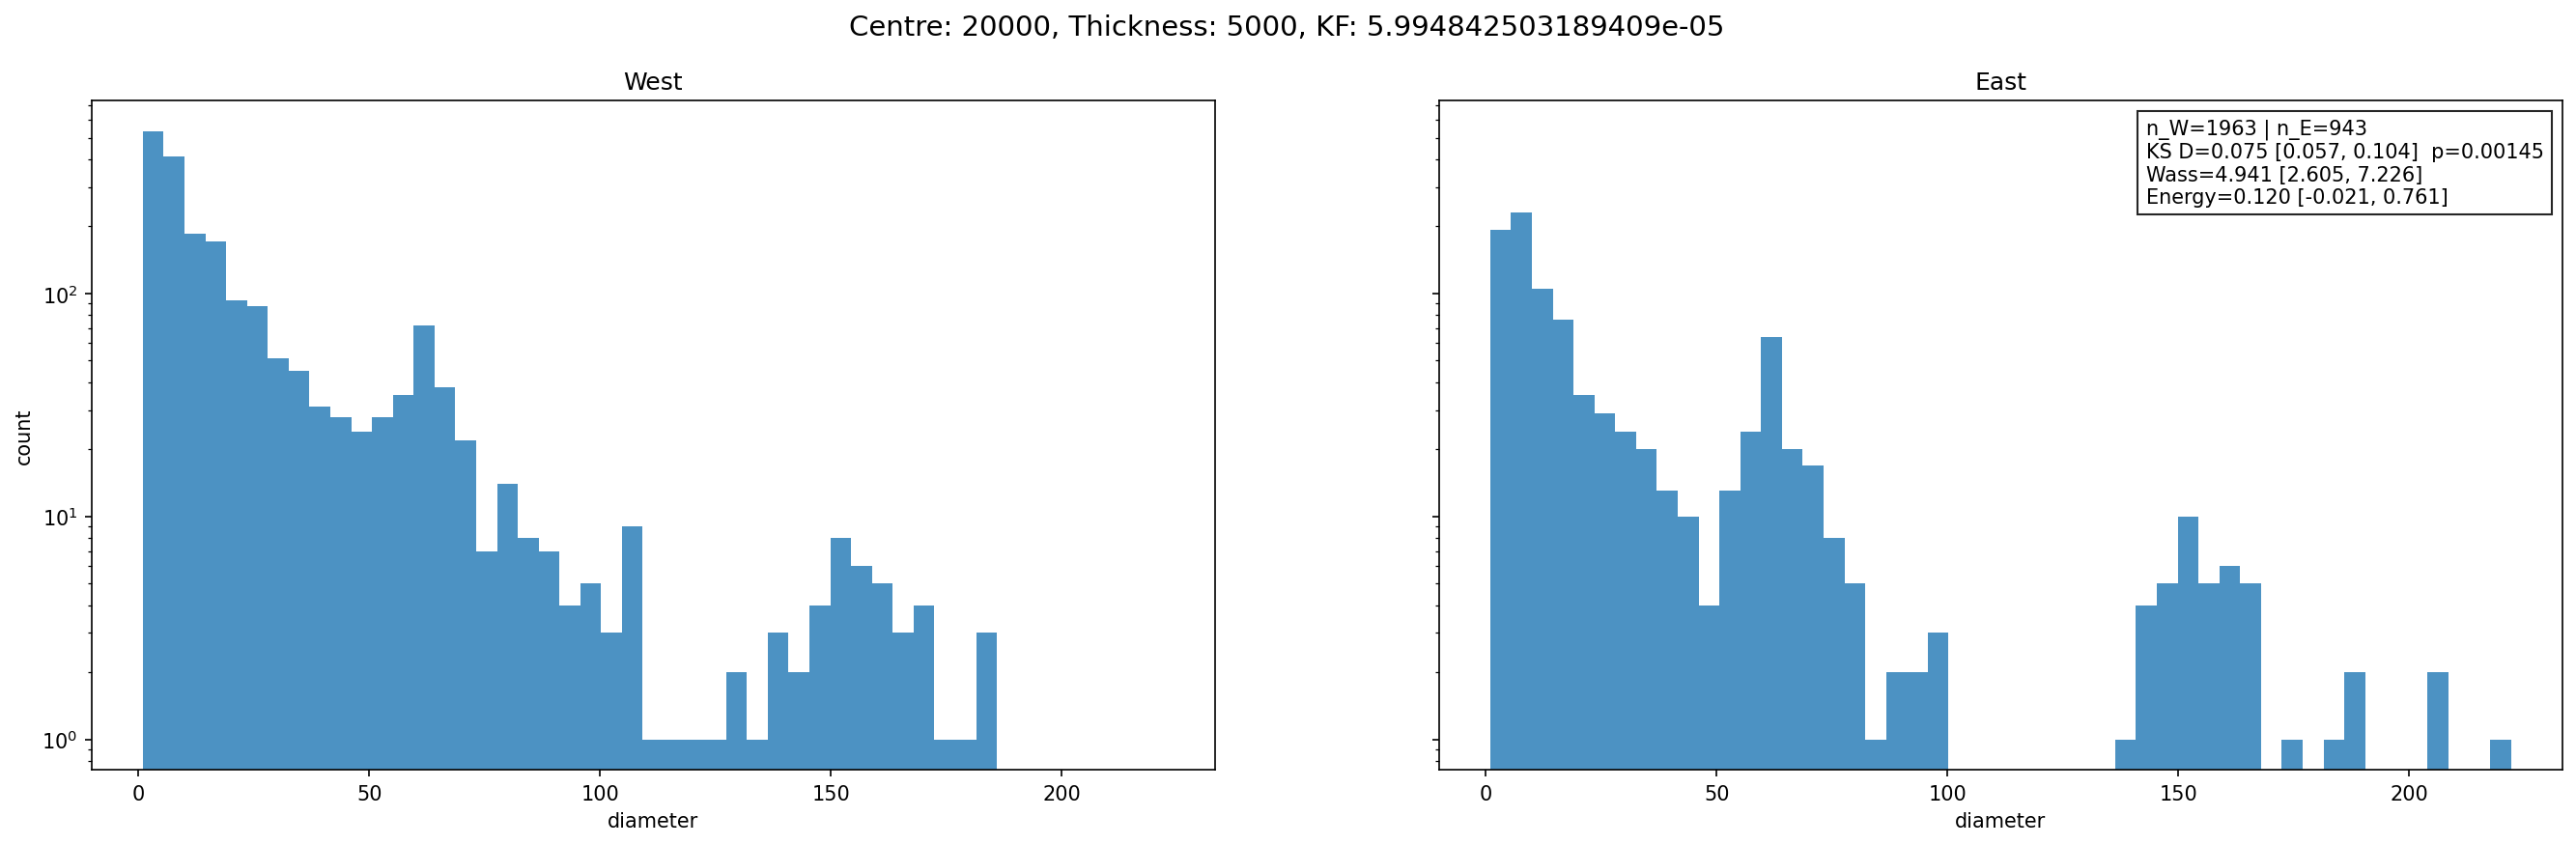 Centre: 20000, Thickness: 5000, KF: 5.994842503189409e-05
West
East
n_W=1963 | n_E=943
KS D=0.075 [0.057, 0.104]  p=0.00145
Wass=4.941 [2.605, 7.226]
Energy=0.120 [-0.021, 0.761]
count
10²
10¹
10⁰
0 50 100 150 200
diameter
0 50 100 150 200
diameter